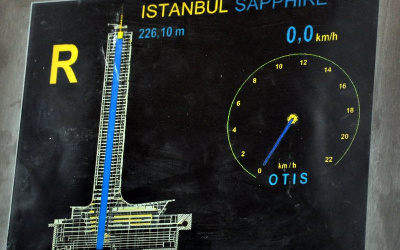 ISTANBUL SAPPHIRE
226,10 m
0,0 km/h
R
0 2 4 6 8 10 12 14 16 18 22
km/h
OTIS